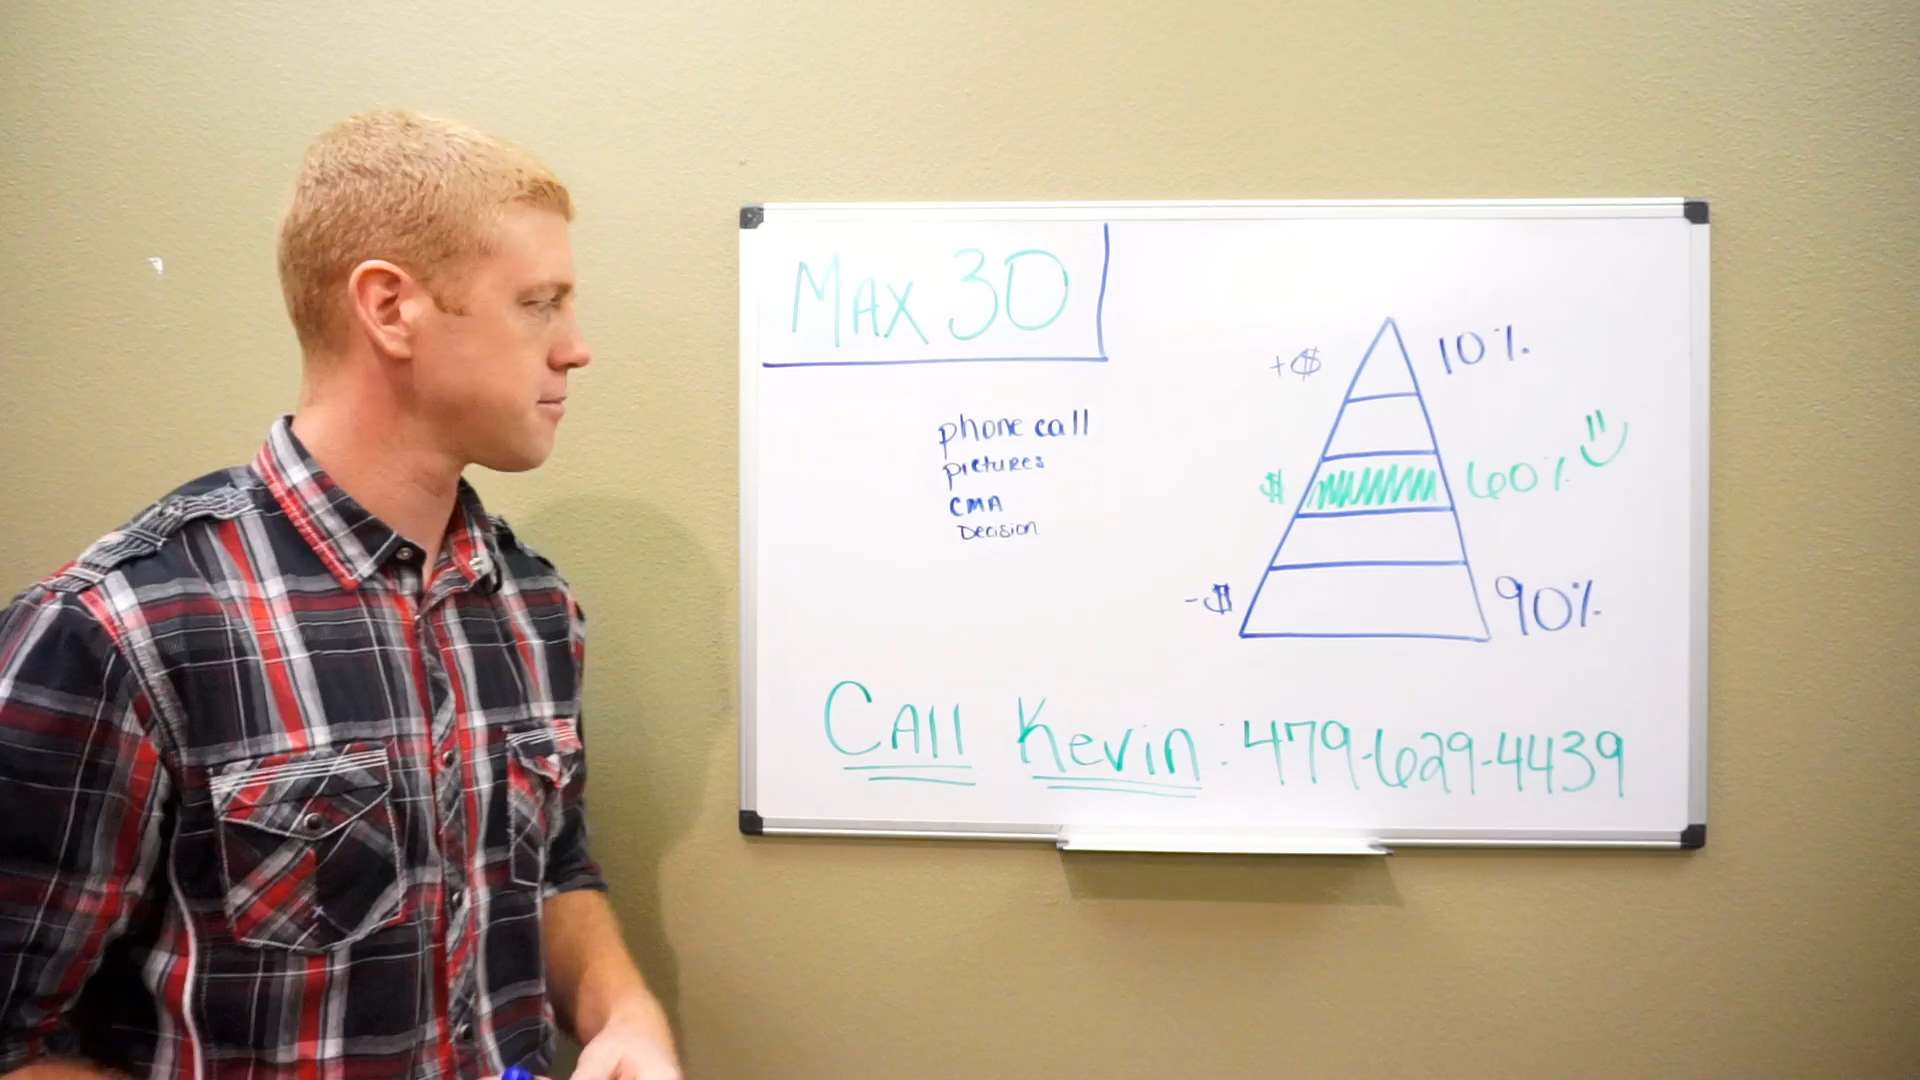 MAX 30
+$
10%
phone call
pictures
CMA
Decision
$
60%
-$
90%
CAll Kevin: 479-629-4439